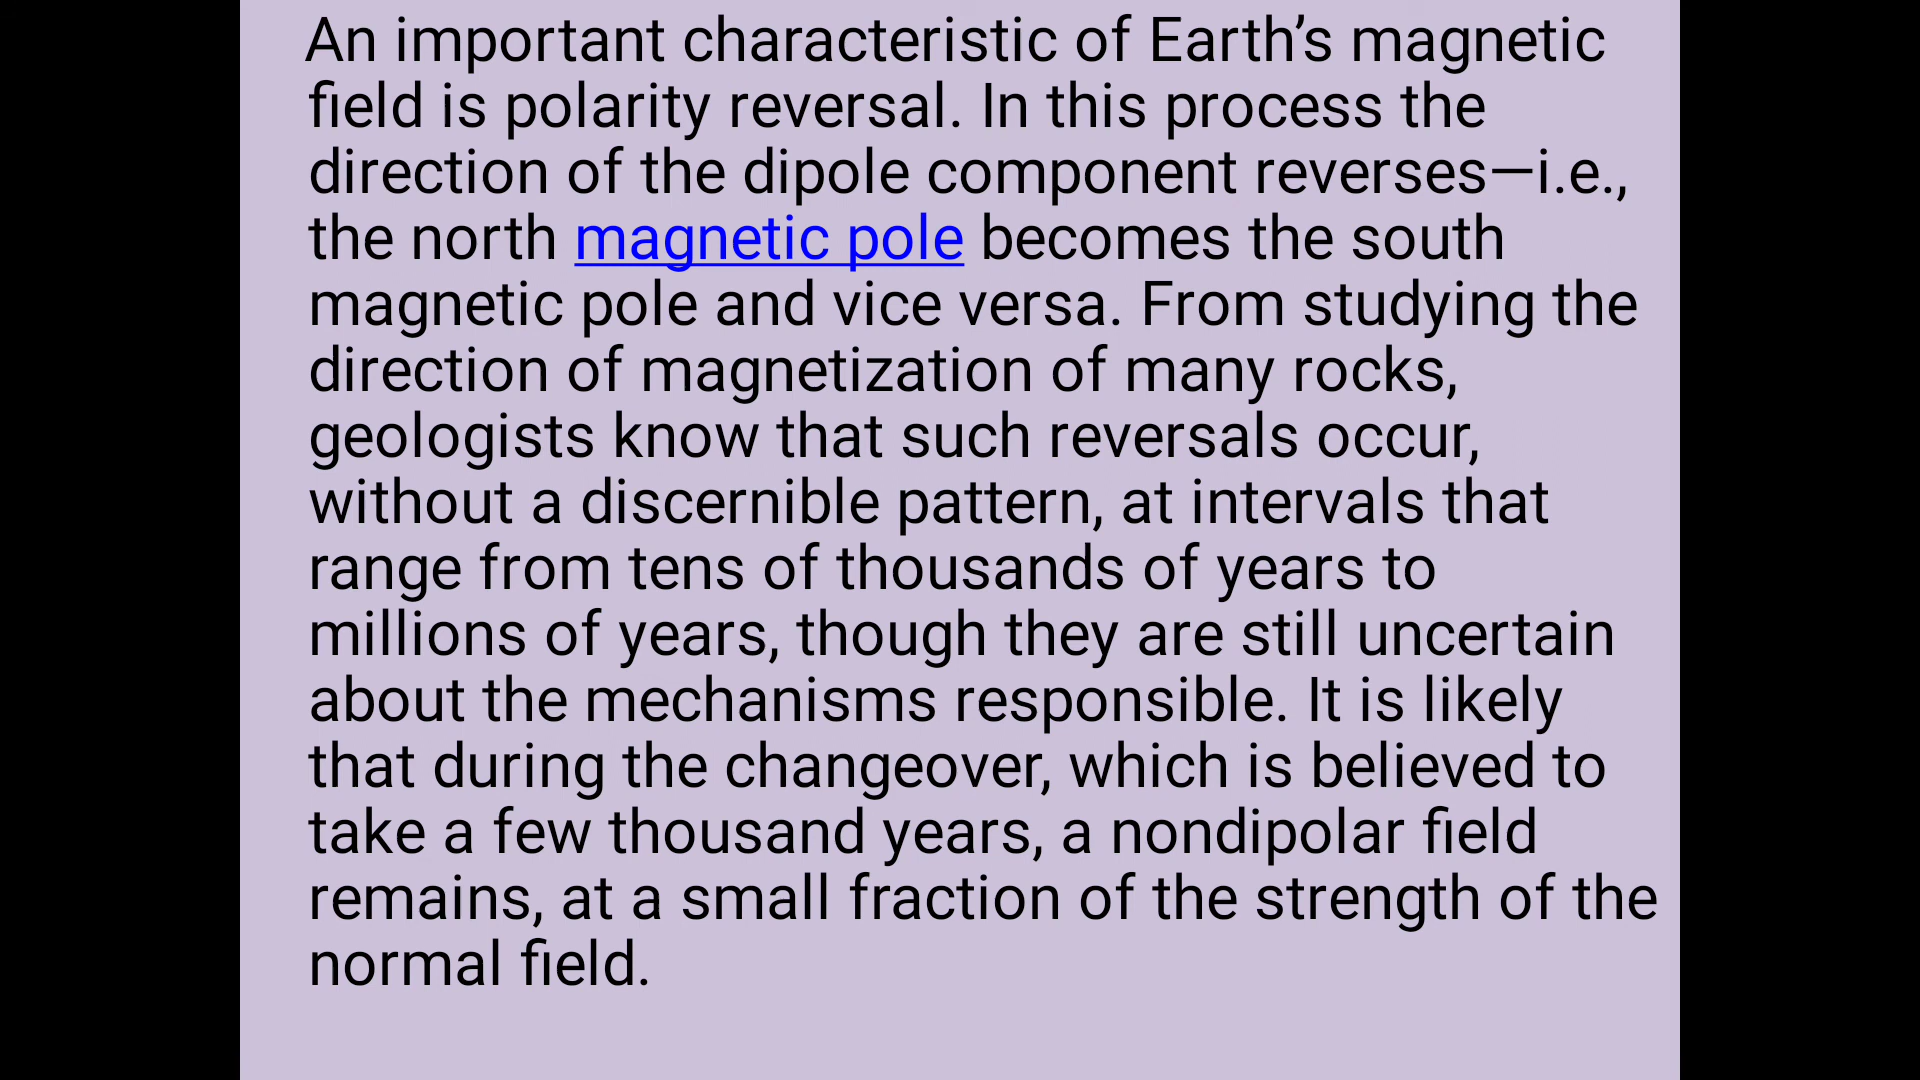 An important characteristic of Earth’s magnetic
field is polarity reversal. In this process the
direction of the dipole component reverses—i.e.,
the north magnetic pole becomes the south
magnetic pole and vice versa. From studying the
direction of magnetization of many rocks,
geologists know that such reversals occur,
without a discernible pattern, at intervals that
range from tens of thousands of years to
millions of years, though they are still uncertain
about the mechanisms responsible. It is likely
that during the changeover, which is believed to
take a few thousand years, a nondipolar field
remains, at a small fraction of the strength of the
normal field.